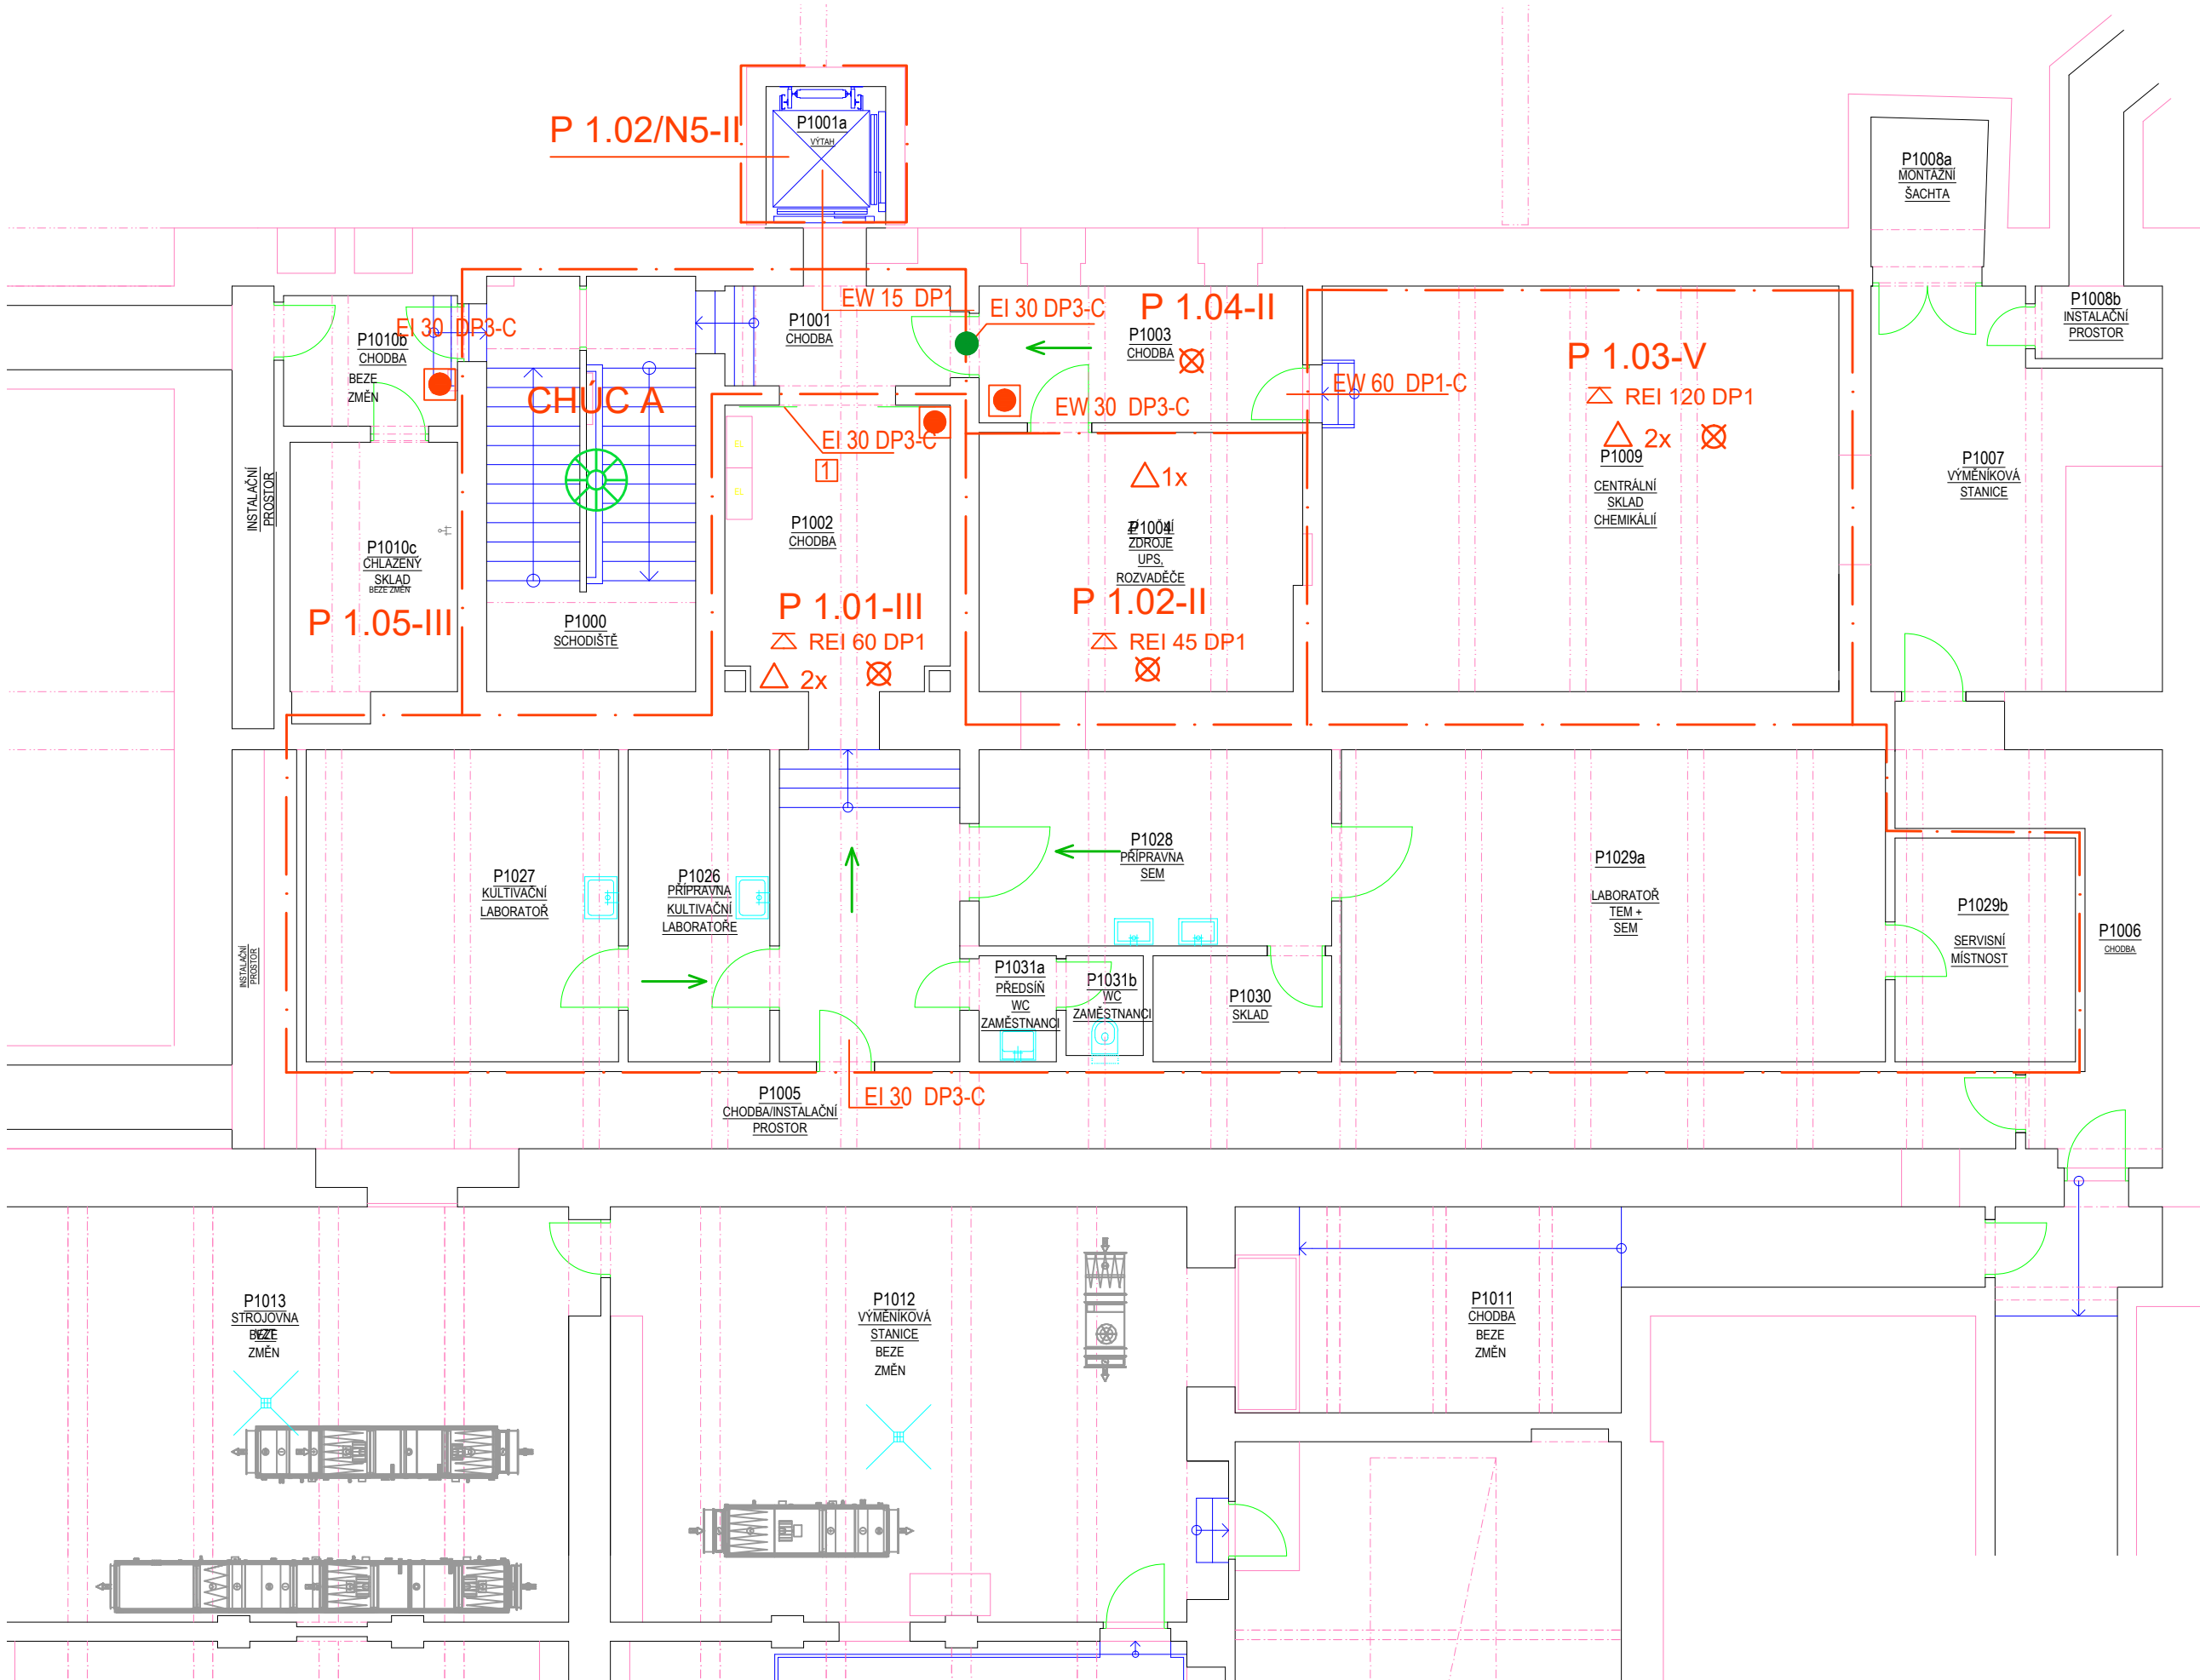 P 1.02/N5-II
P1001a
VÝTAH
P1008a
MONTÁŽNÍ
ŠACHTA
P1008b
INSTALAČNÍ
PROSTOR
EW 15 DP1
EI 30 DP3-C
P 1.04-II
P1001
CHODBA
P1003
CHODBA
EI 30 DP3-C
P1010b
CHODBA
BEZE
ZMĚN
CHÚC A
P 1.03-V
REI 120 DP1
2x
EW 60 DP1-C
EW 30 DP3-C
EI 30 DP3-C
1
EL
EL
P1009
CENTRÁLNÍ
SKLAD
CHEMIKÁLIÍ
P1007
VÝMĚNÍKOVÁ
STANICE
INSTALAČNÍ
PROSTOR
1x
P1002
CHODBA
P1004
ZDROJE
UPS,
ROZVADĚČE
P1010c
CHLAZENÝ
SKLAD
BEZE ZMĚN
P 1.05-III
P1000
SCHODIŠTĚ
P 1.01-III
REI 60 DP1
2x
P 1.02-II
REI 45 DP1
P1027
KULTIVAČNÍ
LABORATOŘ
P1026
PŘÍPRAVNA
KULTIVAČNÍ
LABORATOŘE
P1028
PŘÍPRAVNA
SEM
P1029a
LABORATOŘ
TEM +
SEM
P1029b
SERVISNÍ
MÍSTNOST
P1006
CHODBA
INSTALAČNÍ
PROSTOR
P1031a
PŘEDSÍŇ
WC
ZAMĚSTNANCI
P1031b
WC
ZAMĚSTNANCI
P1030
SKLAD
P1005
CHODBA/INSTALAČNÍ
PROSTOR
EI 30 DP3-C
P1013
STROJOVNA
BEZE
ZMĚN
P1012
VÝMĚNÍKOVÁ
STANICE
BEZE
ZMĚN
P1011
CHODBA
BEZE
ZMĚN